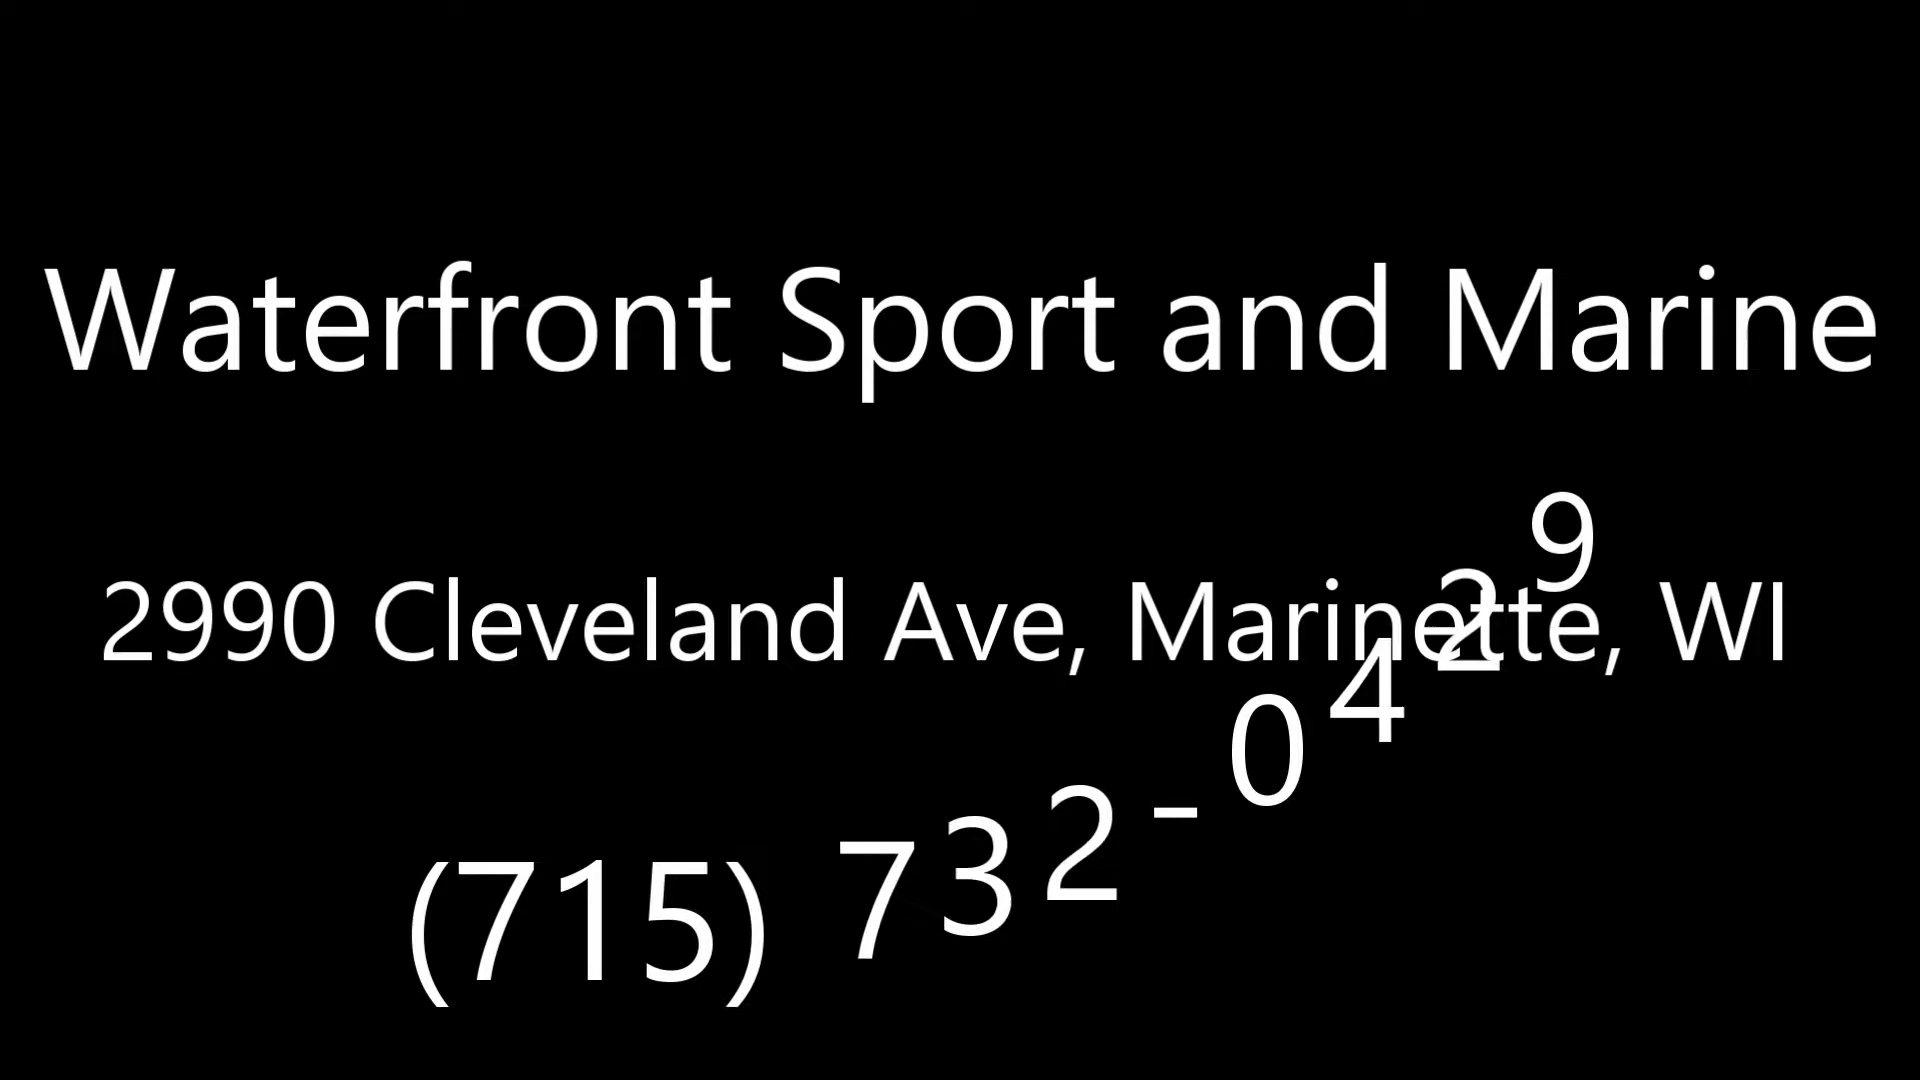 Waterfront Sport and Marine
2990 Cleveland Ave, Marinette, WI
(715) 732-0429